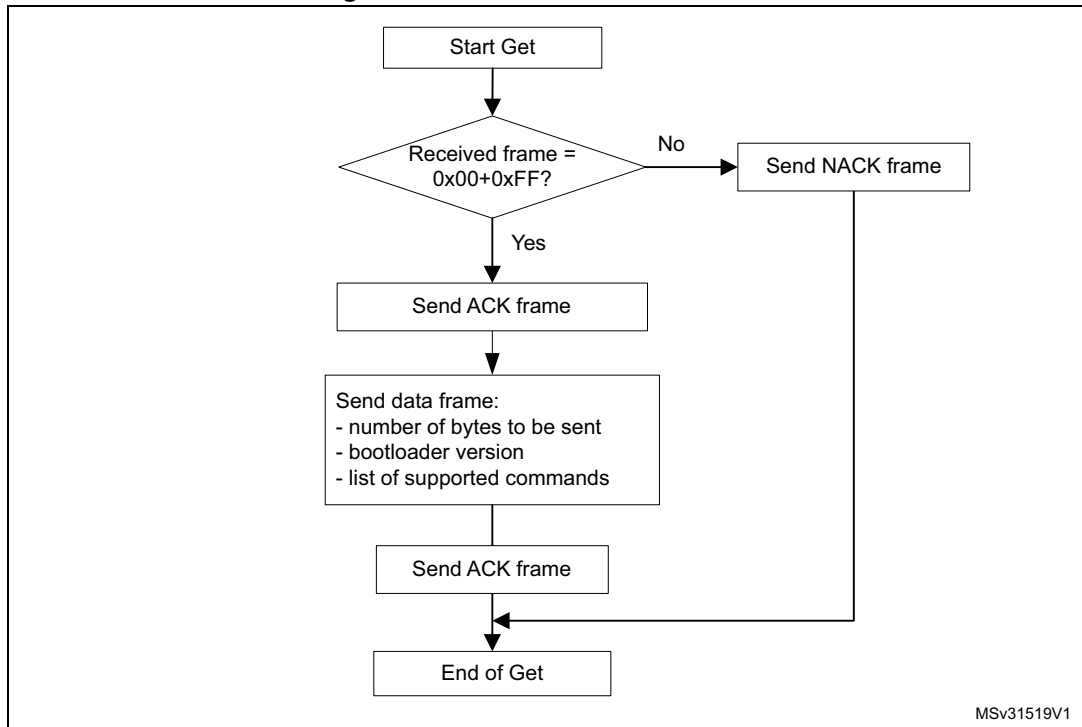 Start Get
Received frame =
0x00+0xFF?
No
Send NACK frame
Yes
Send ACK frame
Send data frame:
- number of bytes to be sent
- bootloader version
- list of supported commands
Send ACK frame
End of Get
MSv31519V1